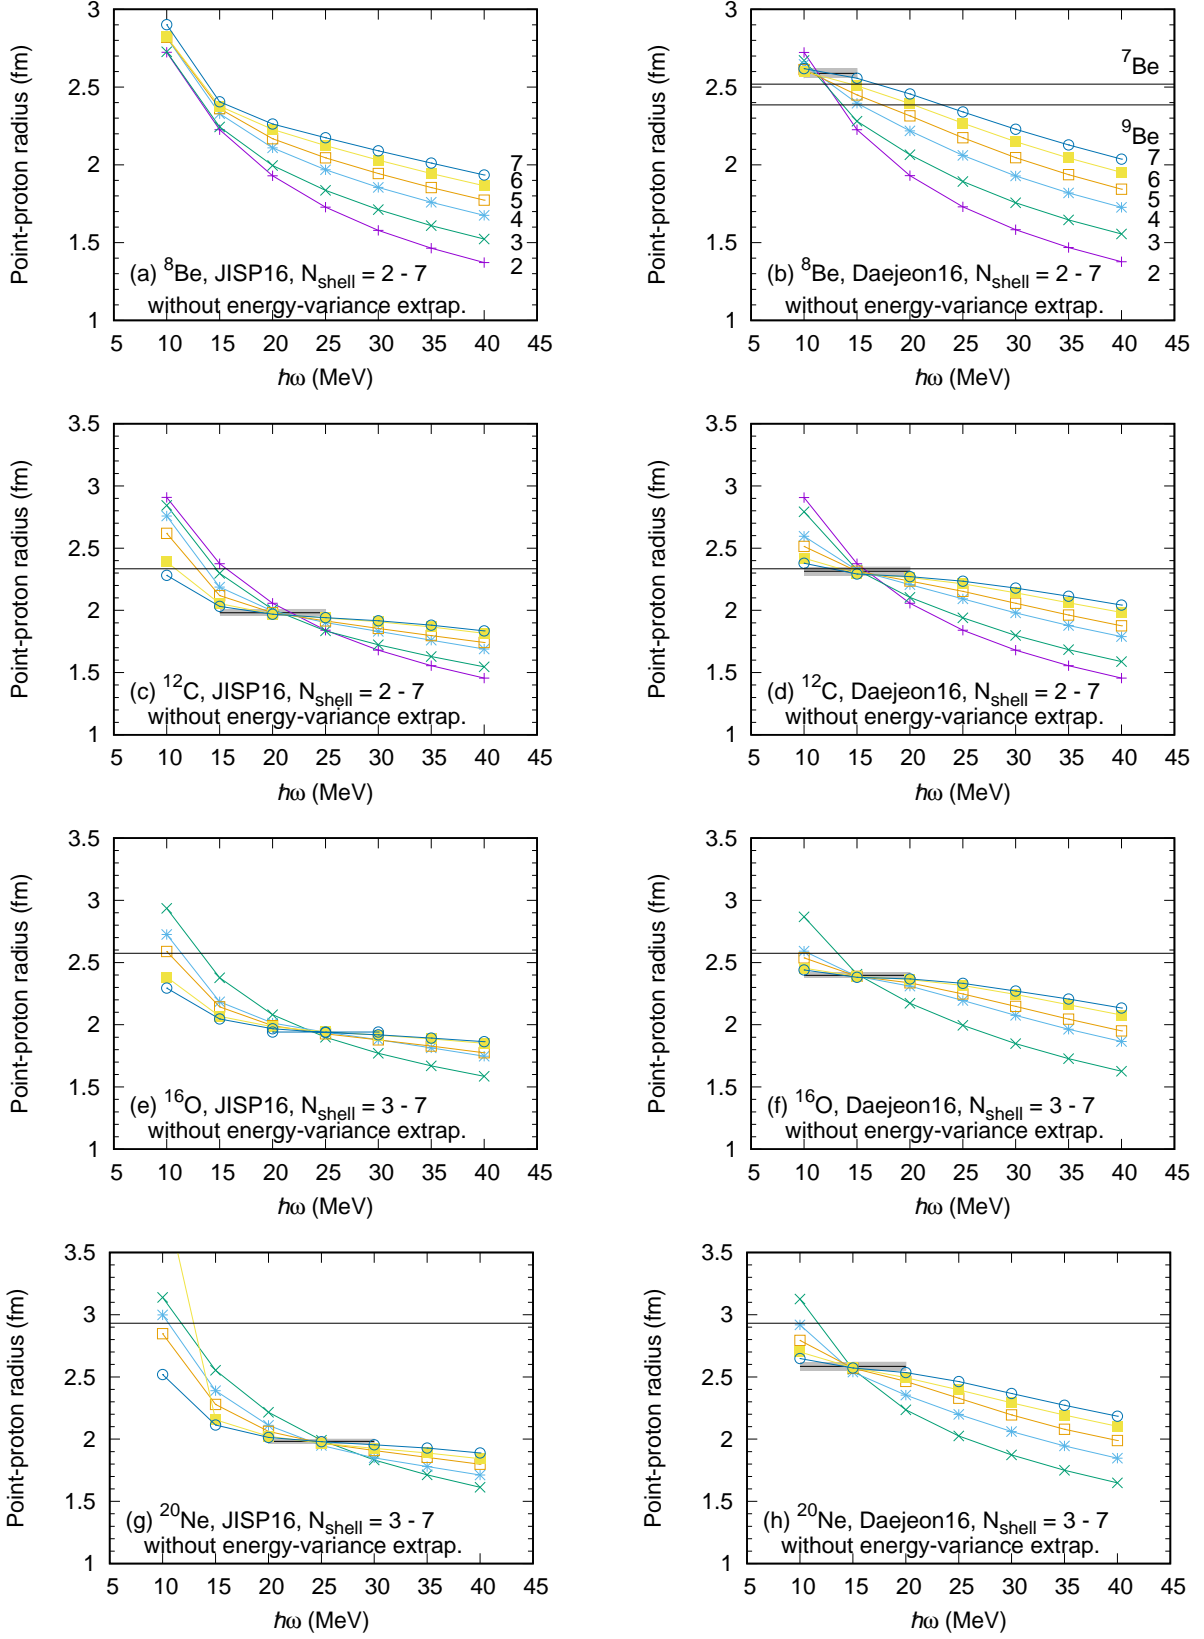 Point-proton radius (fm)
3
2.5
2
1.5
1
7
6
5
4
3
2
(a) ⁸Be, JISP16, N_shell = 2 - 7
without energy-variance extrap.
5 10 15 20 25 30 35 40 45
ħω (MeV)
Point-proton radius (fm)
3
2.5
2
1.5
1
⁷Be
⁹Be
7
6
5
4
3
2
(b) ⁸Be, Daejeon16, N_shell = 2 - 7
without energy-variance extrap.
5 10 15 20 25 30 35 40 45
ħω (MeV)
Point-proton radius (fm)
3.5
3
2.5
2
1.5
1
(c) ¹²C, JISP16, N_shell = 2 - 7
without energy-variance extrap.
5 10 15 20 25 30 35 40 45
ħω (MeV)
Point-proton radius (fm)
3.5
3
2.5
2
1.5
1
(d) ¹²C, Daejeon16, N_shell = 2 - 7
without energy-variance extrap.
5 10 15 20 25 30 35 40 45
ħω (MeV)
Point-proton radius (fm)
3.5
3
2.5
2
1.5
1
(e) ¹⁶O, JISP16, N_shell = 3 - 7
without energy-variance extrap.
5 10 15 20 25 30 35 40 45
ħω (MeV)
Point-proton radius (fm)
3.5
3
2.5
2
1.5
1
(f) ¹⁶O, Daejeon16, N_shell = 3 - 7
without energy-variance extrap.
5 10 15 20 25 30 35 40 45
ħω (MeV)
Point-proton radius (fm)
3.5
3
2.5
2
1.5
1
(g) ²⁰Ne, JISP16, N_shell = 3 - 7
without energy-variance extrap.
5 10 15 20 25 30 35 40 45
ħω (MeV)
Point-proton radius (fm)
3.5
3
2.5
2
1.5
1
(h) ²⁰Ne, Daejeon16, N_shell = 3 - 7
without energy-variance extrap.
5 10 15 20 25 30 35 40 45
ħω (MeV)